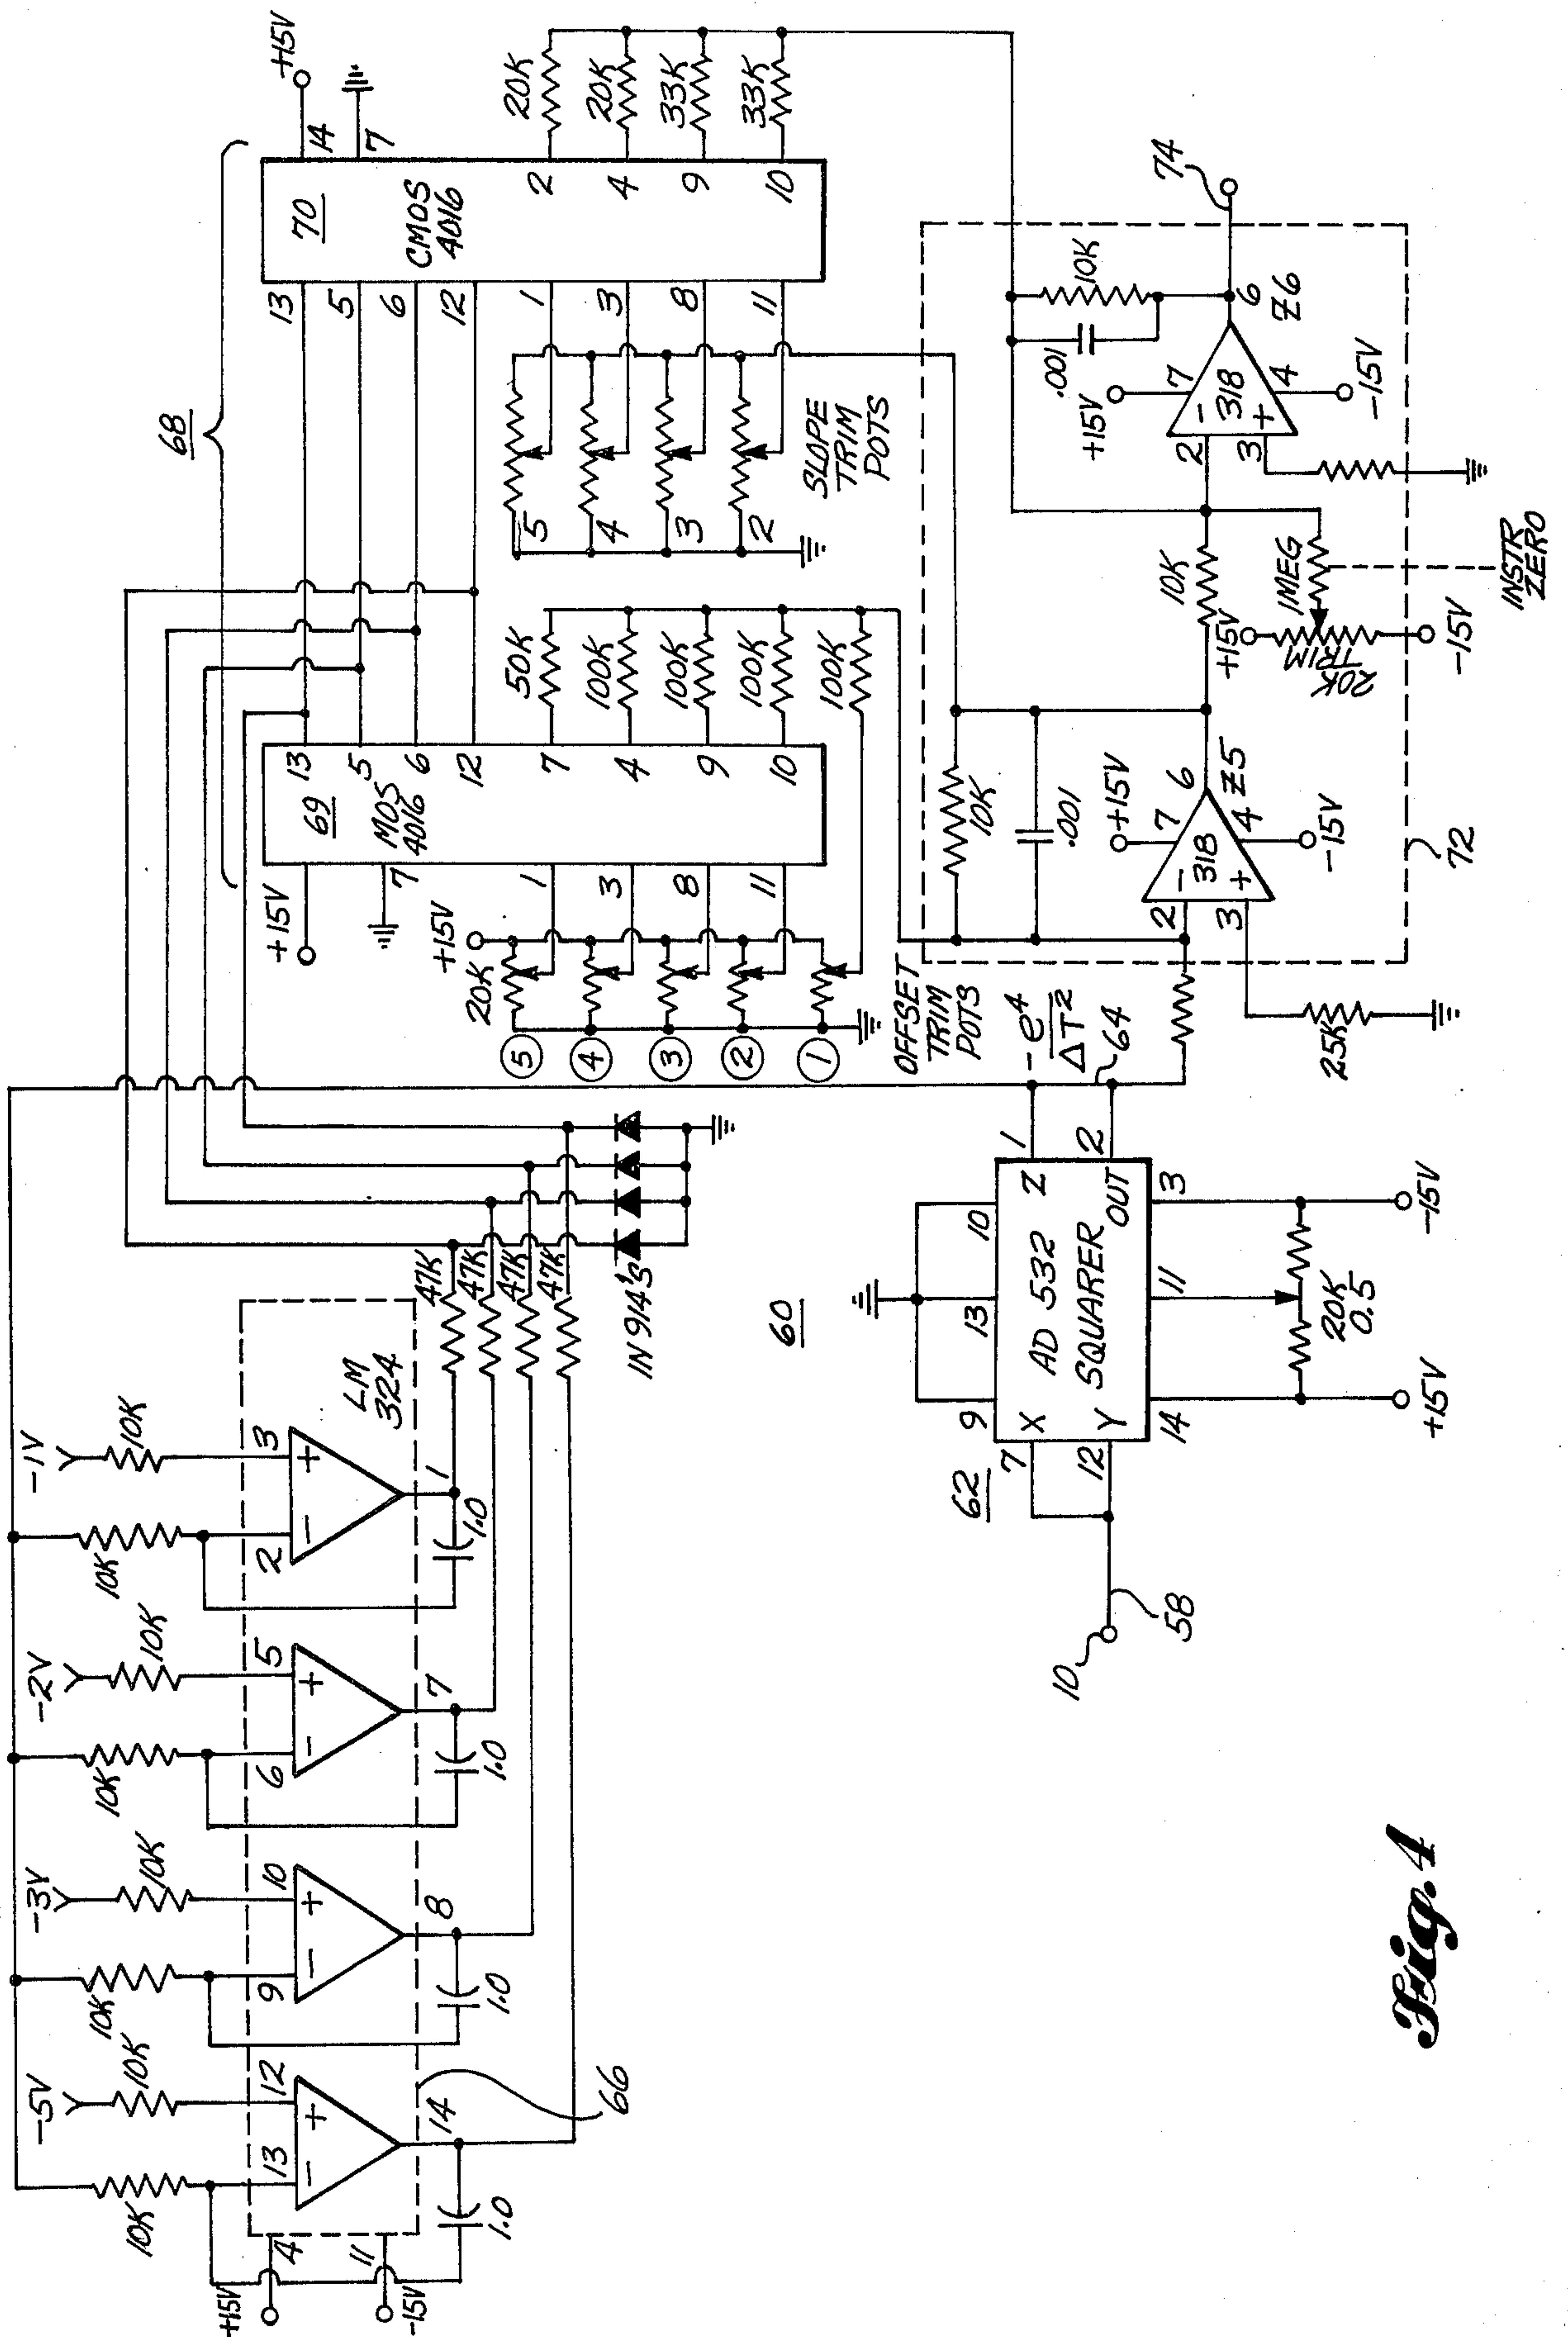 +15V
4
11
-15V
10K
13
-
-5V
10K
12
+
14
1.0
66
10K
9
-
-3V
10K
10
+
8
1.0
10K
6
-
-2V
10K
5
+
7
1.0
10K
2
-
-1V
10K
3
+
1
1.0
LM
324
47K
47K
47K
47K
IN 914'S
68
+15V
7
69
MOS
4016
13
5
6
12
1
3
8
11
7
4
9
10
+15V
20K
5
4
3
2
1
OFFSET
TRIM
POTS
50K
100K
100K
100K
100K
70
CMOS
4016
13
5
6
12
1
3
8
11
14
+15V
7
2
4
9
10
5
4
3
2
SLOPE
TRIM
POTS
20K
20K
33K
33K
60
10
58
62
7
12
X
Y
9
13
10
AD 532
SQUARER
Z
OUT
1
2
14
11
3
+15V
20K
0.5
-15V
- e⁴
ΔT²
64
25K
10K
.001
2
3
-
+
318
7
+15V
6
Z5
4
-15V
72
10K
1MEG
+15V
20K
TRIM
-15V
INSTR
ZERO
.001
10K
2
3
-
+
318
7
+15V
6
Z6
4
-15V
74
Fig. 4